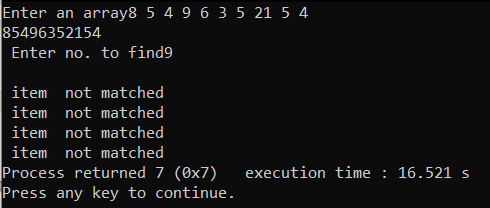 Enter an array8 5 4 9 6 3 5 21 5 4
85496352154
 Enter no. to find9

 item  not matched
 item  not matched
 item  not matched
 item  not matched
Process returned 7 (0x7)   execution time : 16.521 s
Press any key to continue.